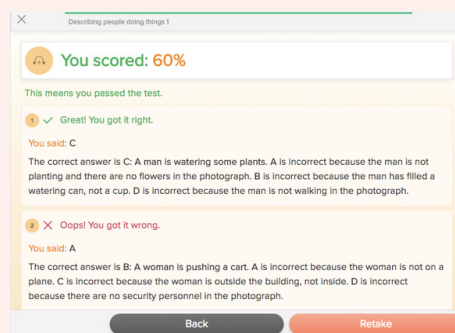 Describing people doing things 1
You scored: 60%
This means you passed the test.
1 Great! You got it right.
You said: C
The correct answer is C: A man is watering some plants. A is incorrect because the man is not
planting and there are no flowers in the photograph. B is incorrect because the man has filled a
watering can, not a cup. D is incorrect because the man is not walking in the photograph.
2 Oops! You got it wrong.
You said: A
The correct answer is B: A woman is pushing a cart. A is incorrect because the woman is not on a
plane. C is incorrect because the woman is outside the building, not inside. D is incorrect
because there are no security personnel in the photograph.
Back
Retake